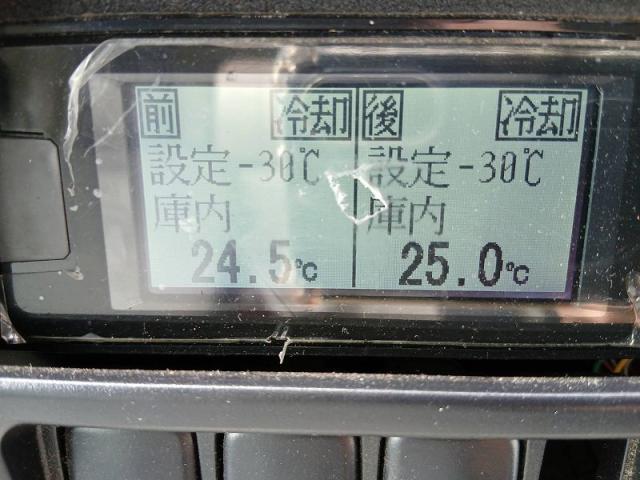 前 冷却
設定-30℃
庫内
24.5℃
後 冷却
設定-30℃
庫内
25.0℃